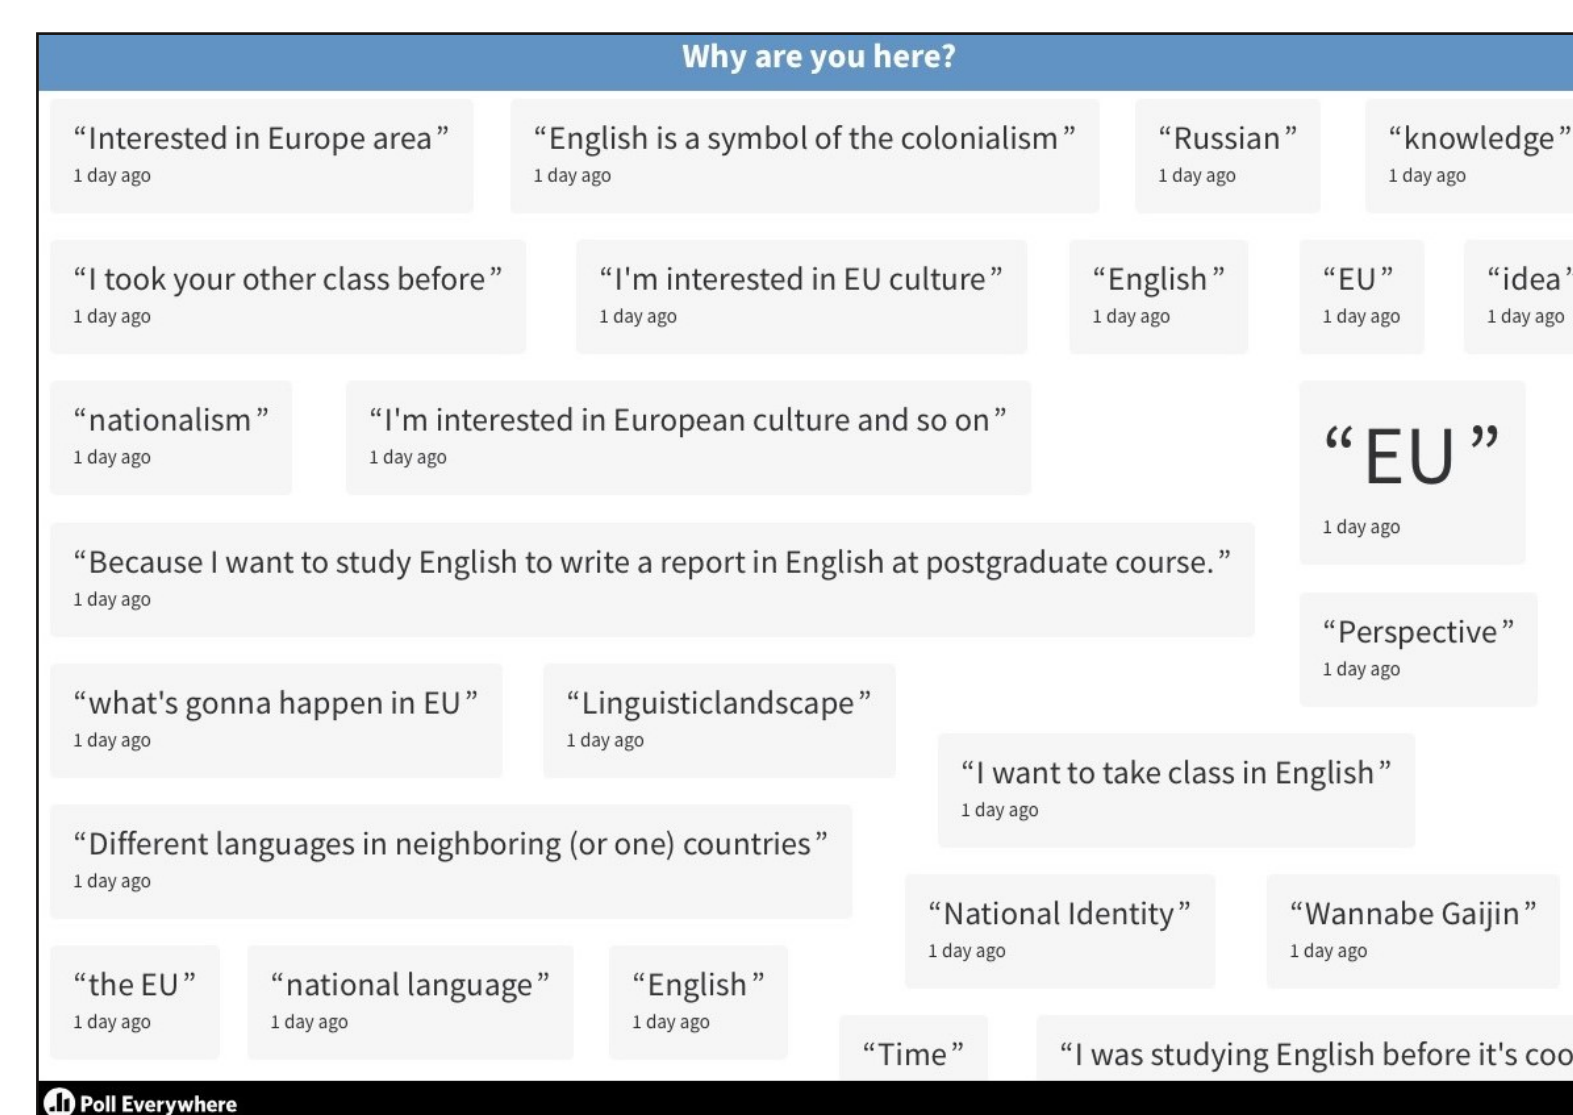 Why are you here?
“Interested in Europe area”
1 day ago
“English is a symbol of the colonialism”
1 day ago
“Russian”
1 day ago
“knowledge”
1 day ago
“I took your other class before”
1 day ago
“I'm interested in EU culture”
1 day ago
“English”
1 day ago
“EU”
1 day ago
“idea”
1 day ago
“nationalism”
1 day ago
“I'm interested in European culture and so on”
1 day ago
“EU”
1 day ago
“Because I want to study English to write a report in English at postgraduate course.”
1 day ago
“Perspective”
1 day ago
“what's gonna happen in EU”
1 day ago
“Linguisticlandscape”
1 day ago
“I want to take class in English”
1 day ago
“Different languages in neighboring (or one) countries”
1 day ago
“National Identity”
1 day ago
“Wannabe Gaijin”
1 day ago
“the EU”
1 day ago
“national language”
1 day ago
“English”
1 day ago
“Time”
“I was studying English before it's
Poll Everywhere